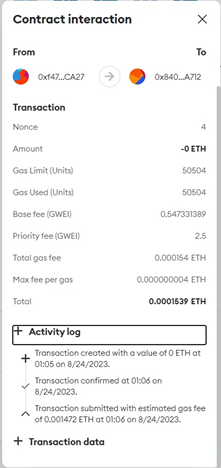 Contract interaction
From To
0xf47...CA27 0x840...A712
Transaction
Nonce 4
Amount -0 ETH
Gas Limit (Units) 50504
Gas Used (Units) 50504
Base fee (GWEI) 0.547331389
Priority fee (GWEI) 2.5
Total gas fee 0.000154 ETH
Max fee per gas 0.000000004 ETH
Total 0.0001539 ETH
Activity log
Transaction created with a value of 0 ETH at
01:05 on 8/24/2023.
Transaction confirmed at 01:06 on
8/24/2023.
Transaction submitted with estimated gas fee
of 0.001472 ETH at 01:06 on 8/24/2023.
Transaction data